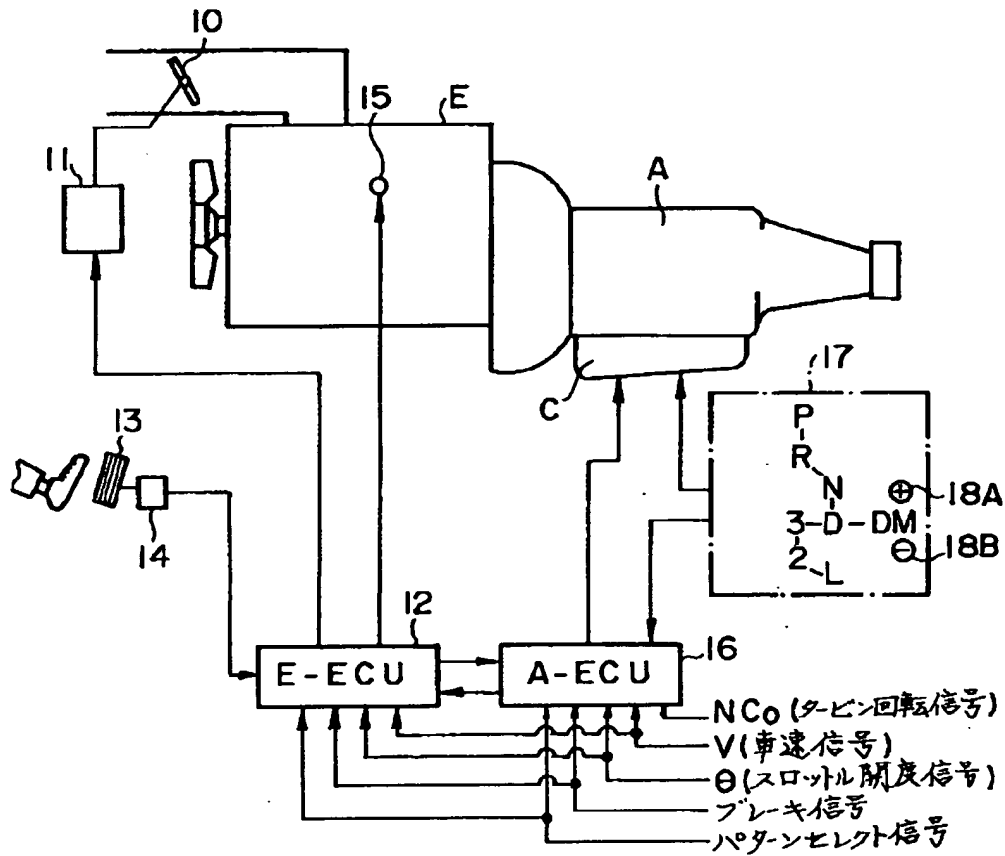 10
15
E
11
A
17
P
R
N
⊕ 18A
3-D-DM
⊖ 18B
2
L
C
13
14
12
16
E-ECU
A-ECU
NCo (タービン回転信号)
V (車速信号)
θ (スロットル開度信号)
ブレーキ信号
パターンセレクト信号